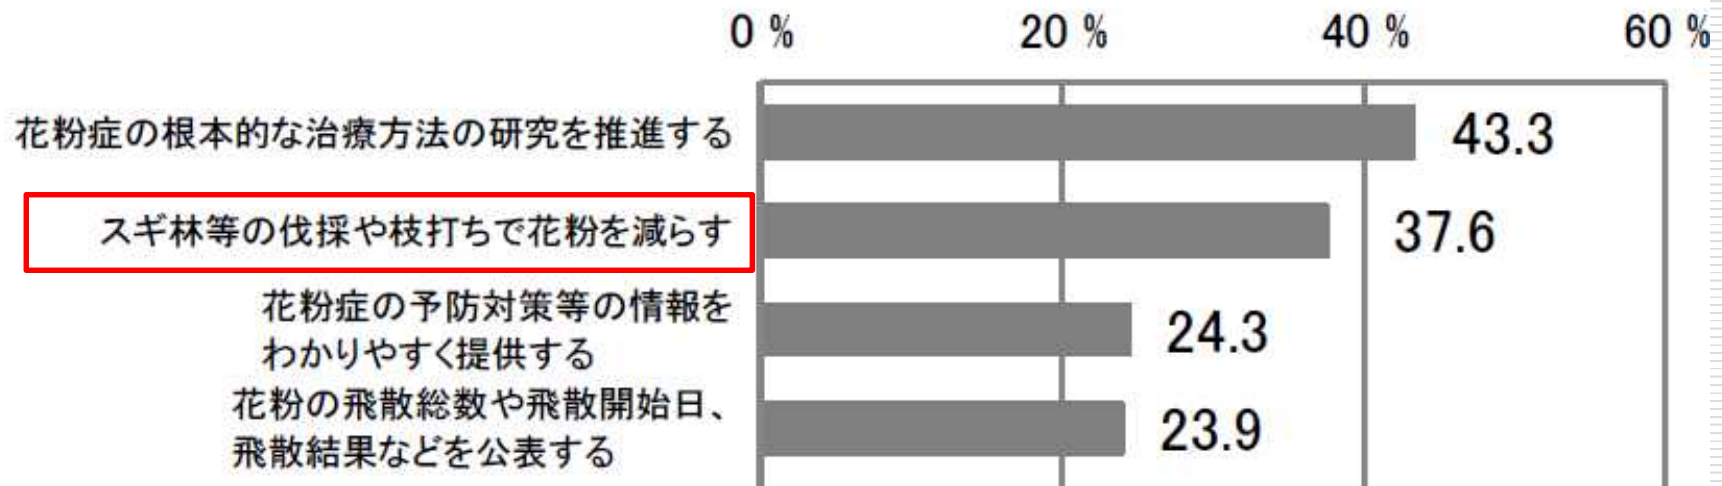 0 % 20 % 40 % 60 %
花粉症の根本的な治療方法の研究を推進する 43.3
スギ林等の伐採や枝打ちで花粉を減らす 37.6
花粉症の予防対策等の情報を
わかりやすく提供する 24.3
花粉の飛散総数や飛散開始日、
飛散結果などを公表する 23.9